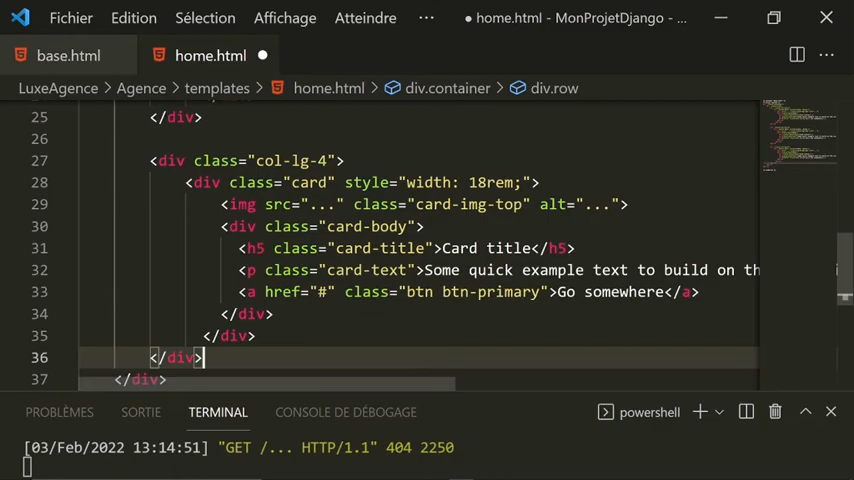 Fichier Edition Sélection Affichage Atteindre ··· ● home.html - MonProjetDjango - ...
base.html home.html ●
LuxeAgence > Agence > templates > home.html > div.container > div.row
25 </div>
26
27 <div class="col-lg-4">
28 <div class="card" style="width: 18rem;">
29 <img src="..." class="card-img-top" alt="...">
30 <div class="card-body">
31 <h5 class="card-title">Card title</h5>
32 <p class="card-text">Some quick example text to build on th
33 <a href="#" class="btn btn-primary">Go somewhere</a>
34 </div>
35 </div>
36 </div>
37 </div>
PROBLÈMES SORTIE TERMINAL CONSOLE DE DÉBOGAGE powershell
[03/Feb/2022 13:14:51] "GET /... HTTP/1.1" 404 2250